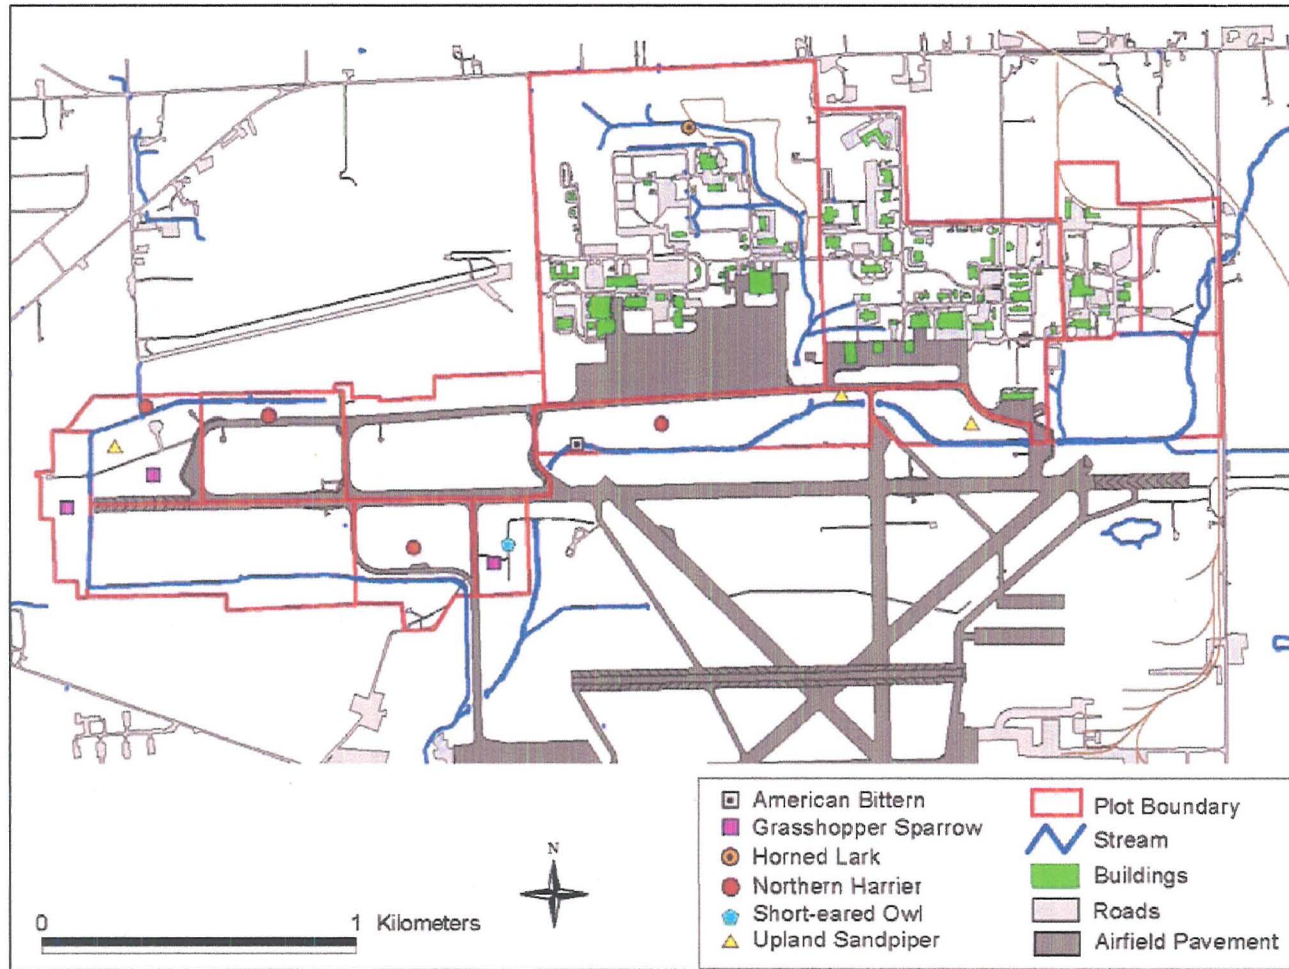 American Bittern
Grasshopper Sparrow
Horned Lark
Northern Harrier
Short-eared Owl
Upland Sandpiper
Plot Boundary
Stream
Buildings
Roads
Airfield Pavement
N
0 1 Kilometers